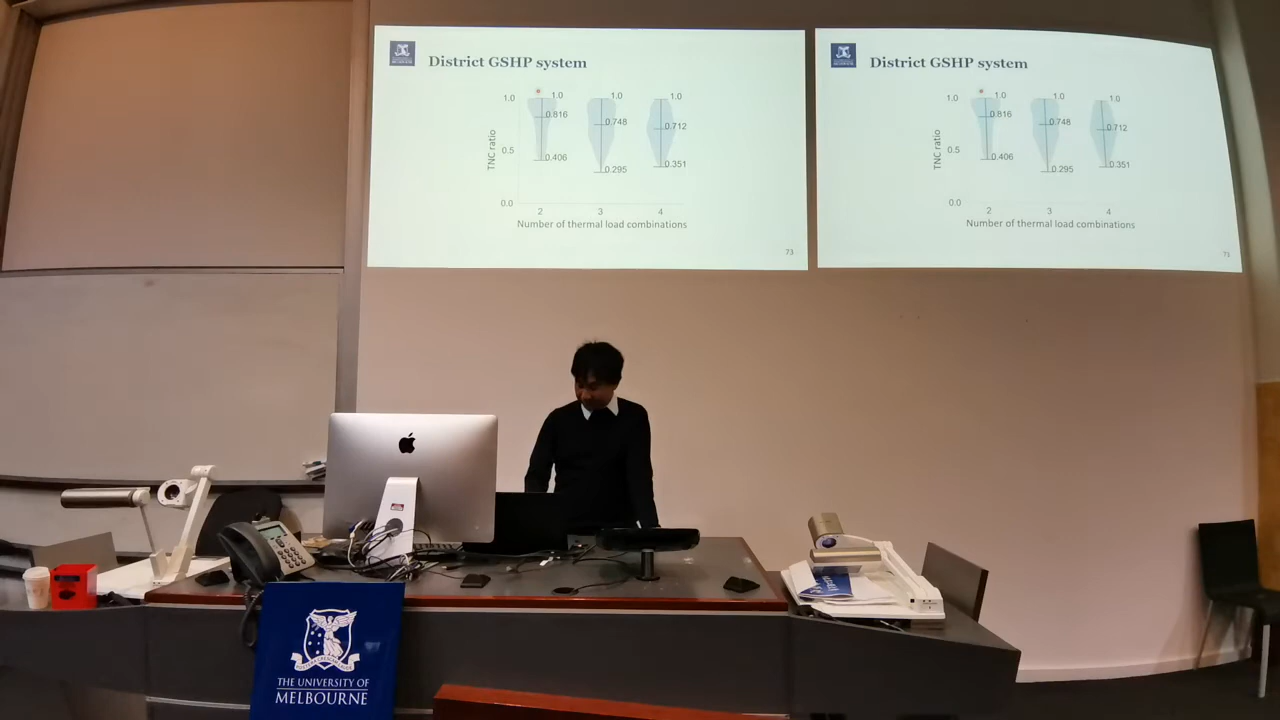 District GSHP system
1.0 1.0 1.0 1.0
0.816 0.748 0.712
TNC ratio
0.5
0.406 0.295 0.351
0.0
2 3 4
Number of thermal load combinations
73
District GSHP system
1.0 1.0 1.0 1.0
0.816 0.748 0.712
TNC ratio
0.5
0.406 0.295 0.351
0.0
2 3 4
Number of thermal load combinations
73
THE UNIVERSITY OF
MELBOURNE